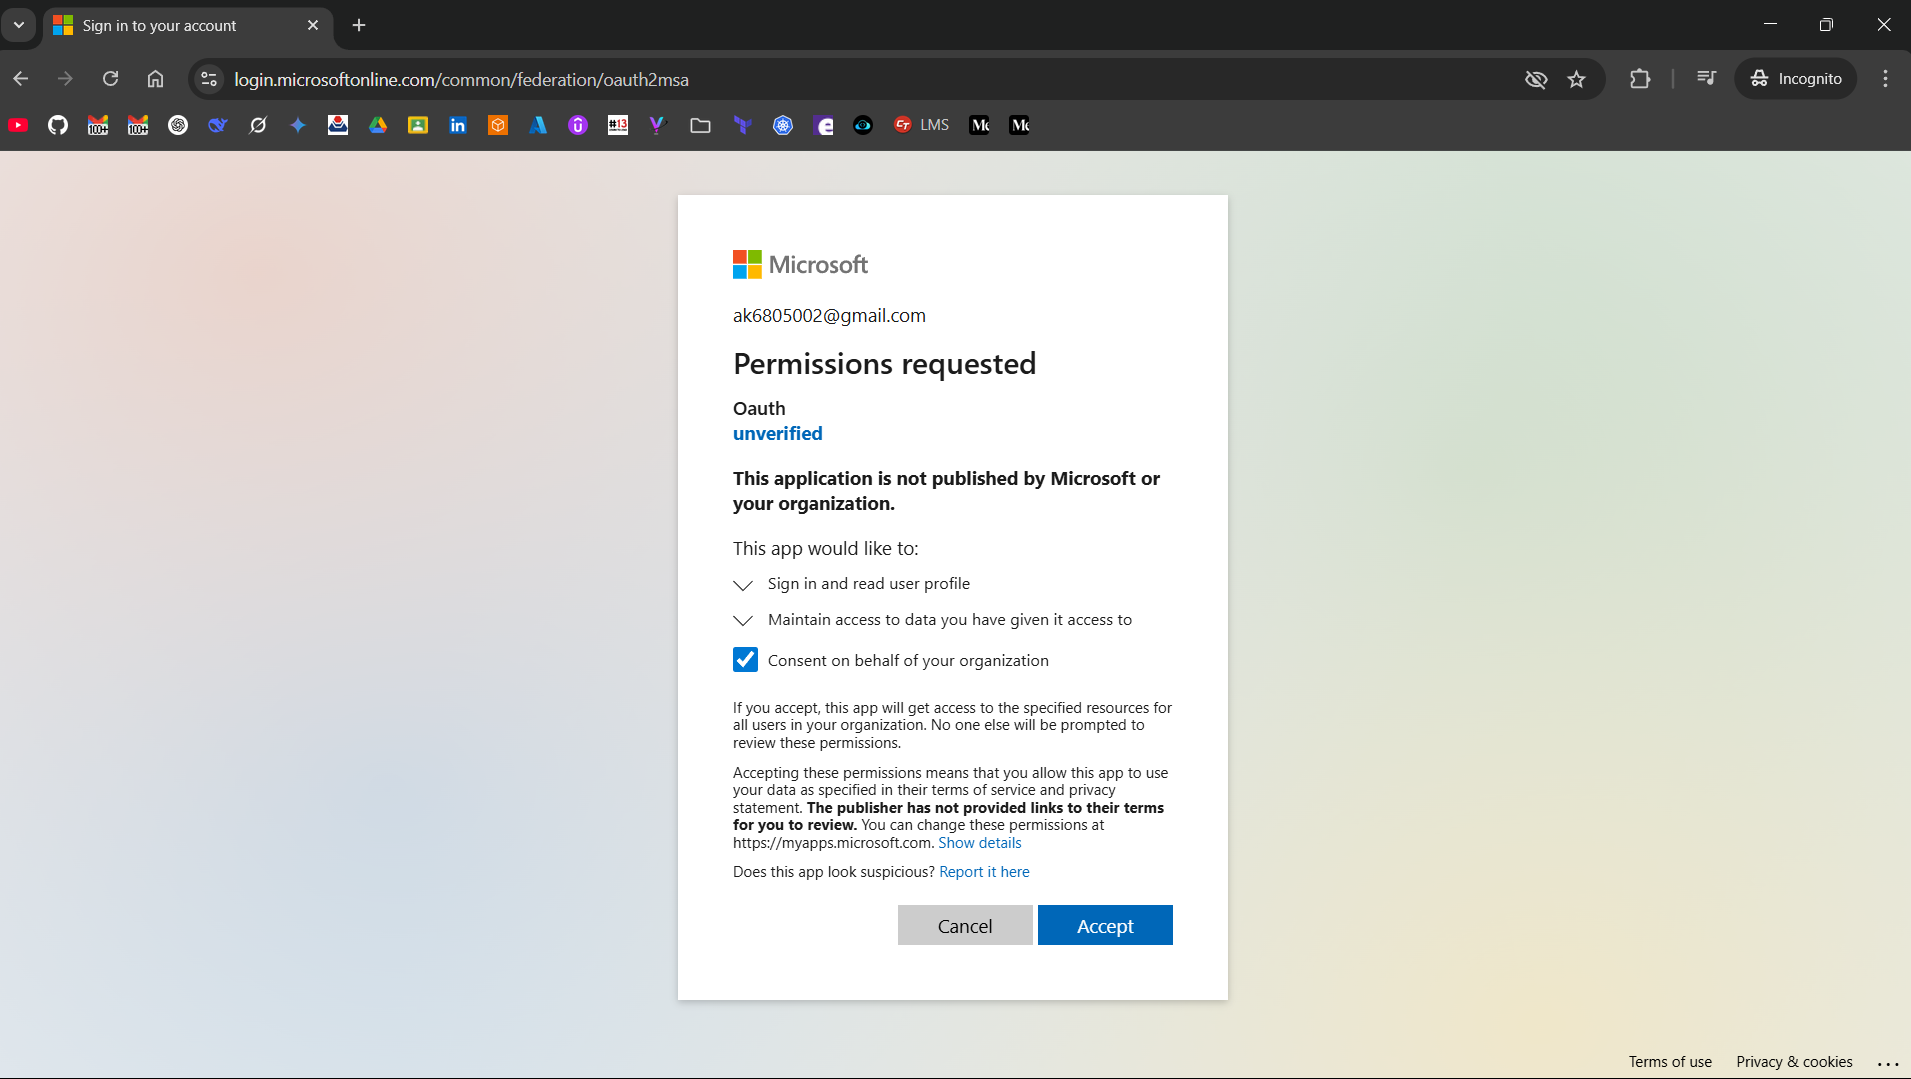 Sign in to your account
login.microsoftonline.com/common/federation/oauth2msa
Incognito
100+
100+
in
#13
LMS
Microsoft
ak6805002@gmail.com
Permissions requested
Oauth
unverified
This application is not published by Microsoft or
your organization.
This app would like to:
Sign in and read user profile
Maintain access to data you have given it access to
Consent on behalf of your organization
If you accept, this app will get access to the specified resources for
all users in your organization. No one else will be prompted to
review these permissions.
Accepting these permissions means that you allow this app to use
your data as specified in their terms of service and privacy
statement. The publisher has not provided links to their terms
for you to review. You can change these permissions at
https://myapps.microsoft.com. Show details
Does this app look suspicious? Report it here
Cancel Accept
Terms of use Privacy & cookies ...